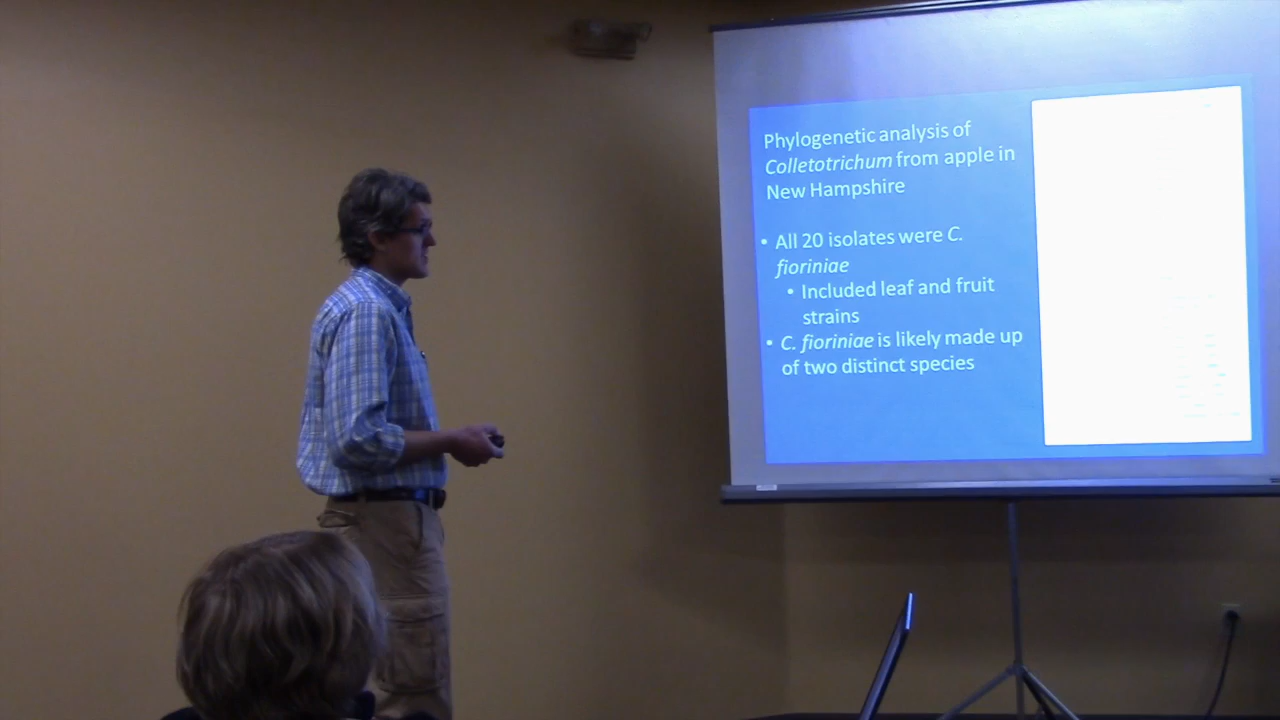 Phylogenetic analysis of
Colletotrichum from apple in
New Hampshire
• All 20 isolates were C.
fioriniae
• Included leaf and fruit
strains
• C. fioriniae is likely made up
of two distinct species